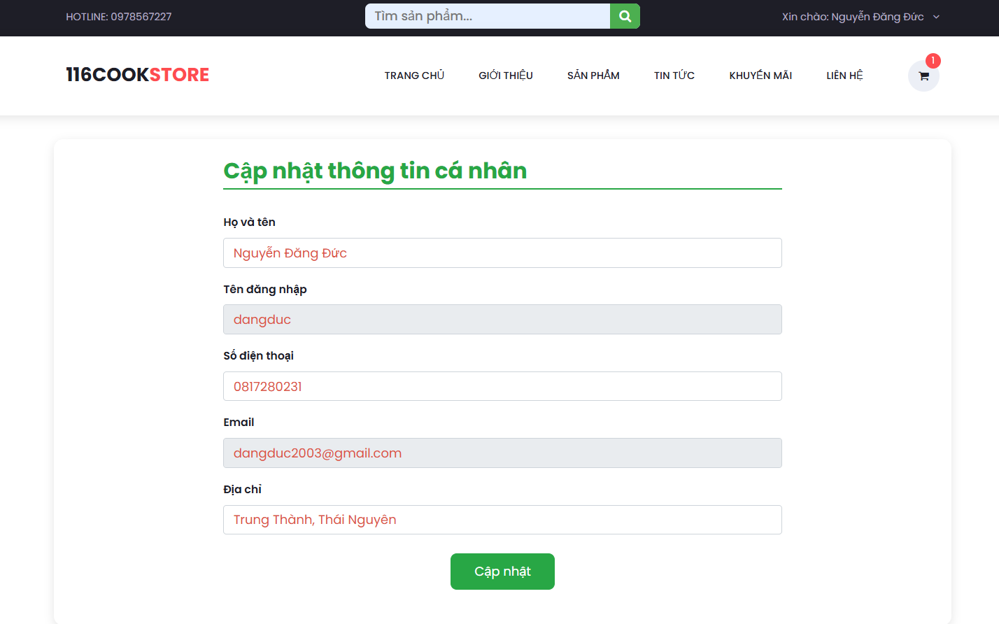 HOTLINE: 0978567227
Tìm sản phẩm...
Xin chào: Nguyễn Đăng Đức
116COOKSTORE
TRANG CHỦ
GIỚI THIỆU
SẢN PHẨM
TIN TỨC
KHUYẾN MÃI
LIÊN HỆ
1
Cập nhật thông tin cá nhân
Họ và tên
Nguyễn Đăng Đức
Tên đăng nhập
dangduc
Số điện thoại
0817280231
Email
dangduc2003@gmail.com
Địa chỉ
Trung Thành, Thái Nguyên
Cập nhật